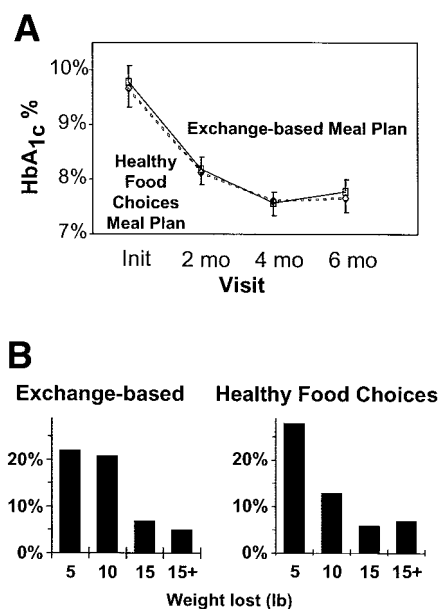 A
HbA1c %
10%
9%
8%
7%
Exchange-based Meal Plan
Healthy
Food
Choices
Meal Plan
Init 2 mo 4 mo 6 mo
Visit
B
Exchange-based
Healthy Food Choices
20%
10%
0%
5 10 15 15+
20%
10%
0%
5 10 15 15+
Weight lost (lb)